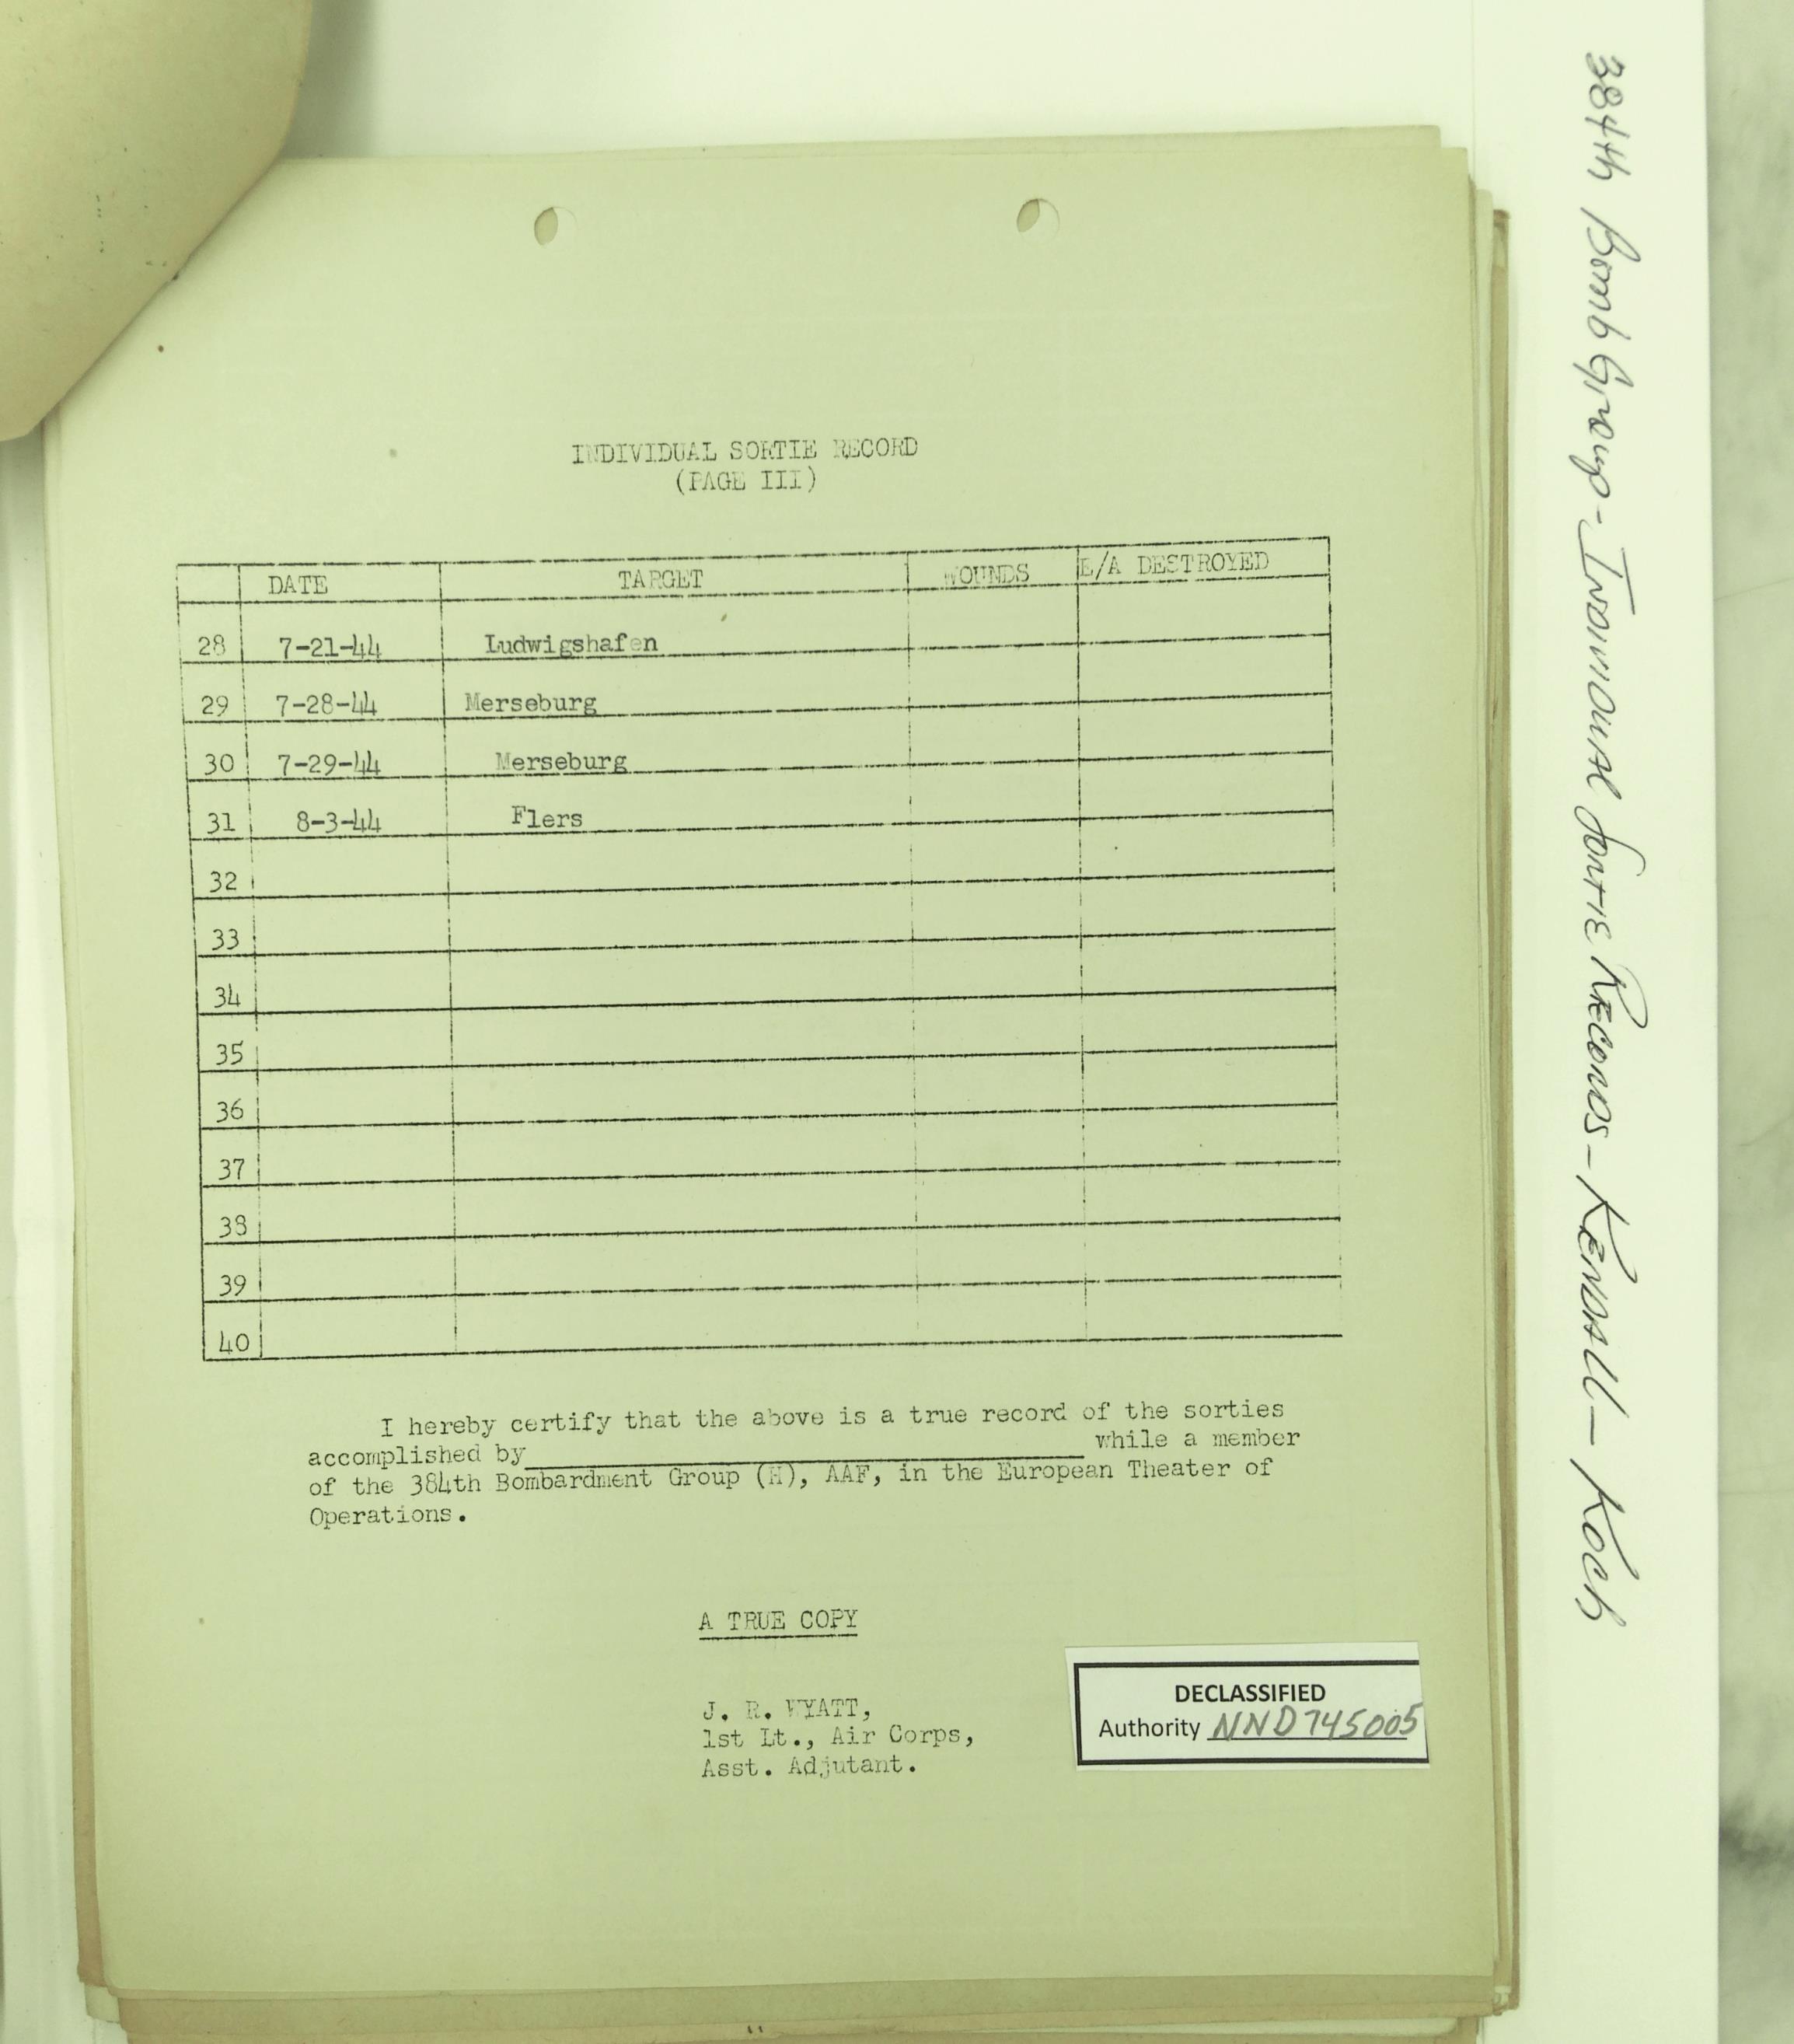 INDIVIDUAL SORTIE RECORD
(PAGE III)
DATE TARGET WOUNDS E/A DESTROYED
28 7-21-44 Ludwigshafen
29 7-28-44 Merseburg
30 7-29-44 Merseburg
31 8-3-44 Flers
32
33
34
35
36
37
38
39
40
I hereby certify that the above is a true record of the sorties
accomplished by while a member
of the 384th Bombardment Group (H), AAF, in the European Theater of
Operations.
A TRUE COPY
J. R. WYATT,
1st Lt., Air Corps,
Asst. Adjutant.
DECLASSIFIED
Authority NND745005
384th Bomb Group - Individual Sortie Records - Kendall - Koch